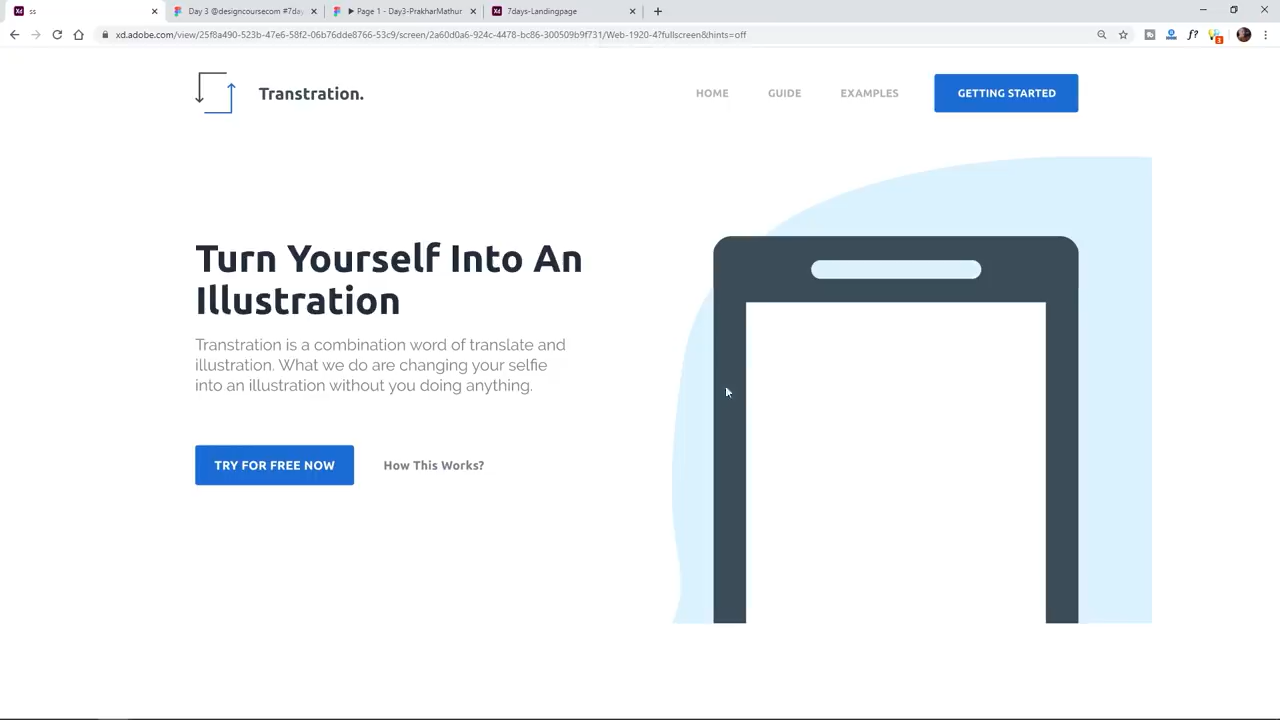 ss
Day 3 @designcoursecom #7day
Page 1 - Day3-PrakharMathur
7days-Landingpage
xd.adobe.com/view/25f8a490-523b-47e6-58f2-06b76dde8766-53c9/screen/2a60d0a6-924c-4478-bc86-300509b9f731/Web-1920-4?fullscreen&hints=off
Transtration.
HOME
GUIDE
EXAMPLES
GETTING STARTED
Turn Yourself Into An
Illustration
Transtration is a combination word of translate and
illustration. What we do are changing your selfie
into an illustration without you doing anything.
TRY FOR FREE NOW
How This Works?